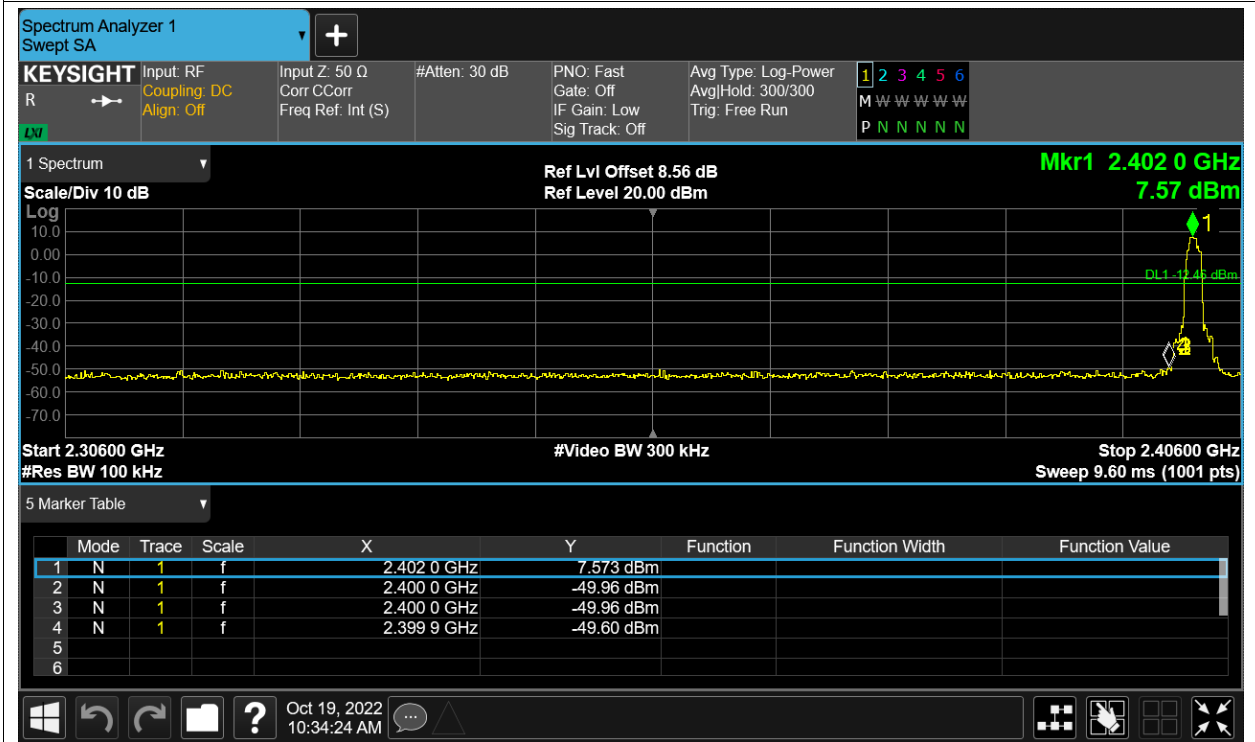 Spectrum Analyzer 1
Swept SA
+
KEYSIGHT Input: RF Input Z: 50 Ω #Atten: 30 dB PNO: Fast Avg Type: Log-Power 1 2 3 4 5 6
R Coupling: DC Corr CCorr Gate: Off Avg|Hold: 300/300 M W W W W W
Align: Off Freq Ref: Int (S) IF Gain: Low Trig: Free Run
LXI Sig Track: Off P N N N N N
1 Spectrum Ref Lvl Offset 8.56 dB Mkr1 2.402 0 GHz
Scale/Div 10 dB Ref Level 20.00 dBm 7.57 dBm
Log
1
10.0
0.00
-10.0
DL1 -12.45 dBm
-20.0
-30.0
-40.0
-50.0
-60.0
-70.0
Start 2.30600 GHz #Video BW 300 kHz Stop 2.40600 GHz
#Res BW 100 kHz Sweep 9.60 ms (1001 pts)
5 Marker Table
Mode Trace Scale X Y Function Function Width Function Value
1 N 1 f 2.402 0 GHz 7.573 dBm
2 N 1 f 2.400 0 GHz -49.96 dBm
3 N 1 f 2.400 0 GHz -49.96 dBm
4 N 1 f 2.399 9 GHz -49.60 dBm
5
6
? Oct 19, 2022
10:34:24 AM